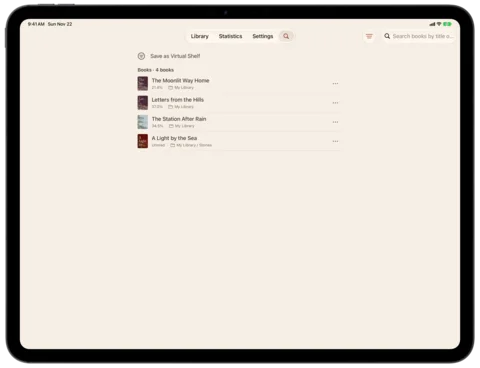 9:41 AM Sun Nov 22
Library Statistics Settings
Search books by title o...
Save as Virtual Shelf
Books · 4 books
The Moonlit Way Home
My Library
Letters from the Hills
My Library
The Station After Rain
My Library
A Light by the Sea
My Library / Stories